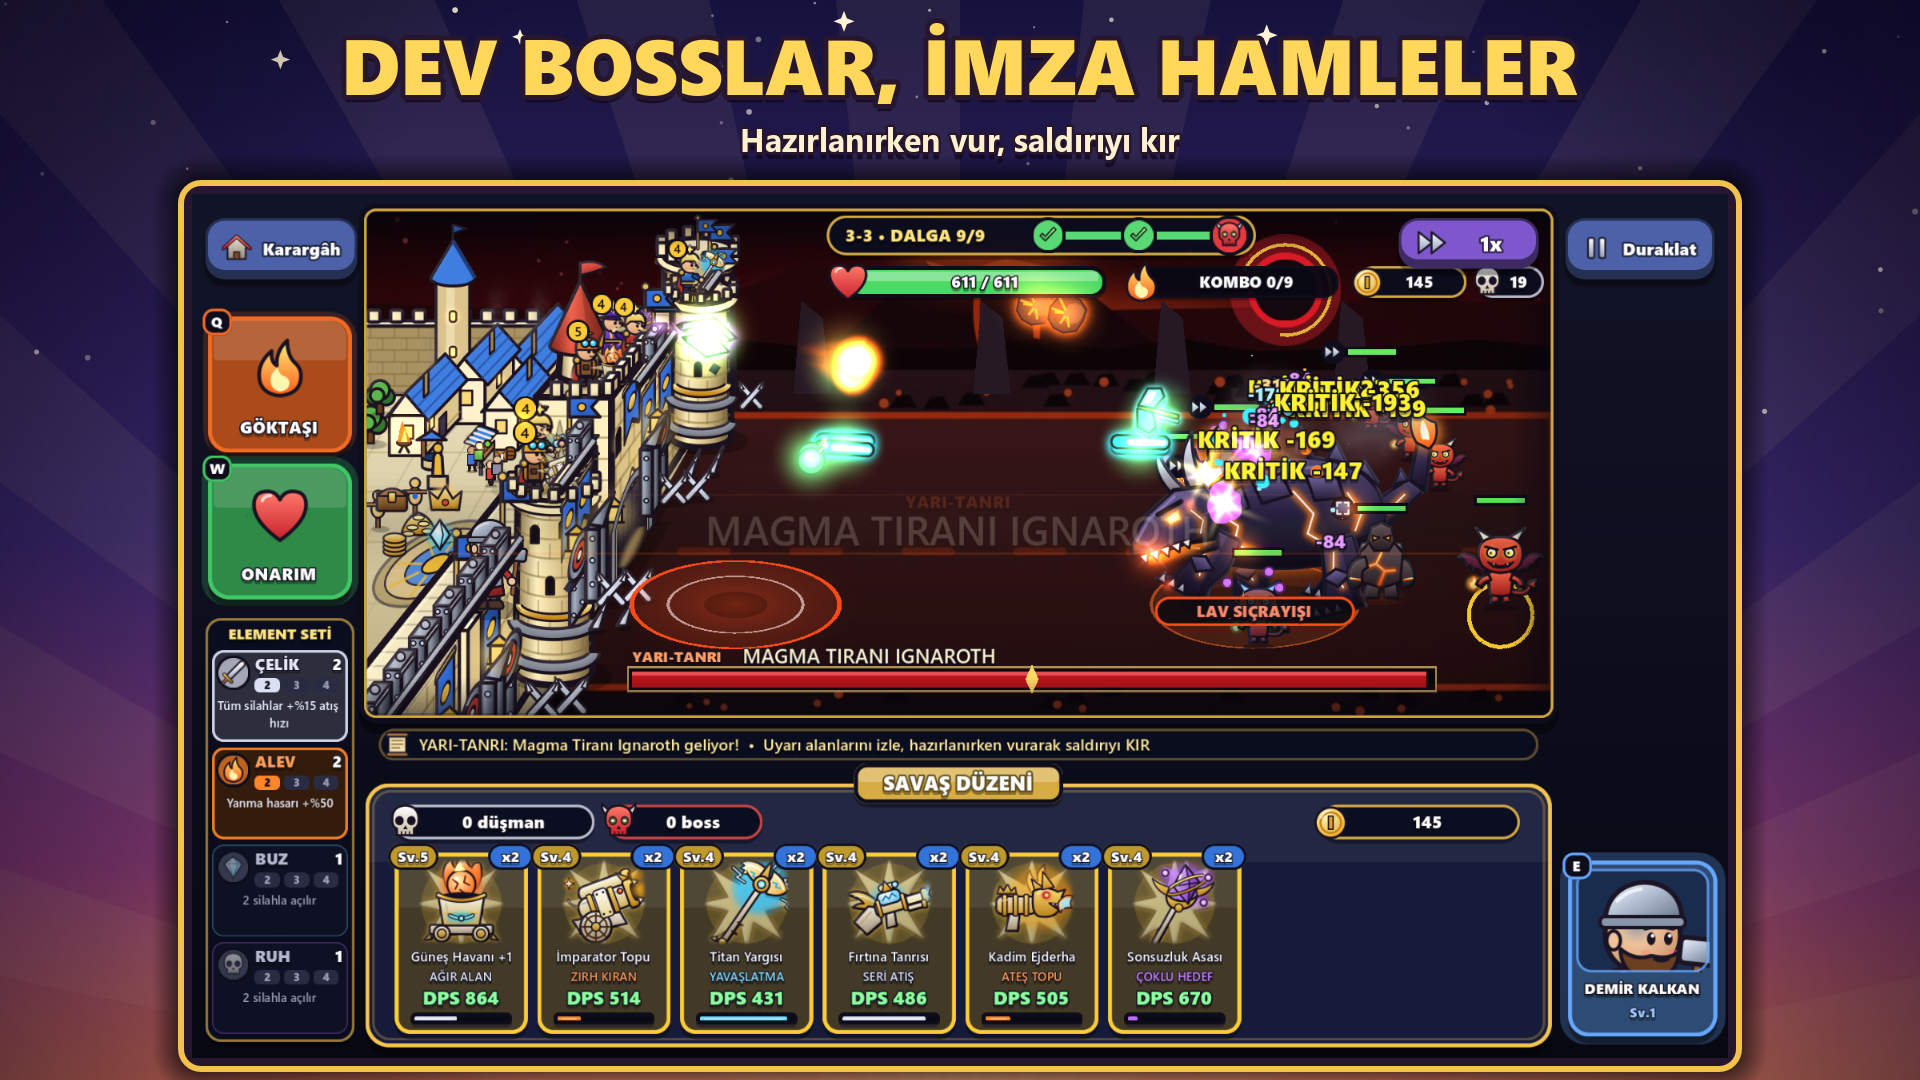 DEV BOSSLAR, İMZA HAMLELER
Hazırlanırken vur, saldırıyı kır
Karargâh
3-3 • DALGA 9/9
1x
Duraklat
611 / 611
KOMBO 0/9
145
19
Q
GÖKTAŞI
W
ONARIM
4
4
4
5
4
4
KRİTİK -169
KRİTİK -147
-84
-84
YARI-TANRI
MAGMA TIRANI IGNAROTH
LAV SIÇRAYIŞI
YARI-TANRI MAGMA TIRANI IGNAROTH
ELEMENT SETİ
ÇELİK 2
2 3 4
Tüm silahlar +%15 atış
hızı
ALEV 2
2 3 4
Yanma hasarı +%50
BUZ 1
2 3 4
2 silahla açılır
RUH 1
2 3 4
2 silahla açılır
YARI-TANRI: Magma Tiranı Ignaroth geliyor! • Uyarı alanlarını izle, hazırlanırken vurarak saldırıyı KIR
SAVAŞ DÜZENİ
0 düşman
0 boss
145
Sv.5 x2
Güneş Havanı +1
AĞIR ALAN
DPS 864
Sv.4 x2
İmparator Topu
ZIRH KIRAN
DPS 514
Sv.4 x2
Titan Yargısı
YAVAŞLATMA
DPS 431
Sv.4 x2
Fırtına Tanrısı
SERİ ATIŞ
DPS 486
Sv.4 x2
Kadim Ejderha
ATEŞ TOPU
DPS 505
Sv.4 x2
Sonsuzluk Asası
ÇOKLU HEDEF
DPS 670
E
DEMİR KALKAN
Sv.1